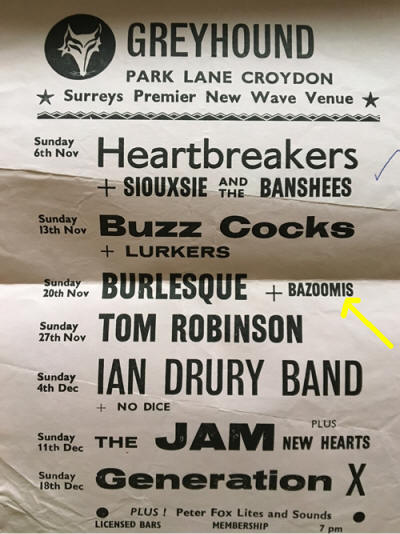 GREYHOUND
PARK LANE CROYDON
★ Surreys Premier New Wave Venue ★
Sunday 6th Nov Heartbreakers
+ SIOUXSIE AND THE BANSHEES
Sunday 13th Nov Buzz Cocks
+ LURKERS
Sunday 20th Nov BURLESQUE + BAZOOMIS
Sunday 27th Nov TOM ROBINSON
Sunday 4th Dec IAN DRURY BAND
+ NO DICE
Sunday 11th Dec THE JAM PLUS NEW HEARTS
Sunday 18th Dec Generation X
● PLUS! Peter Fox Lites and Sounds ●
LICENSED BARS MEMBERSHIP 7 pm